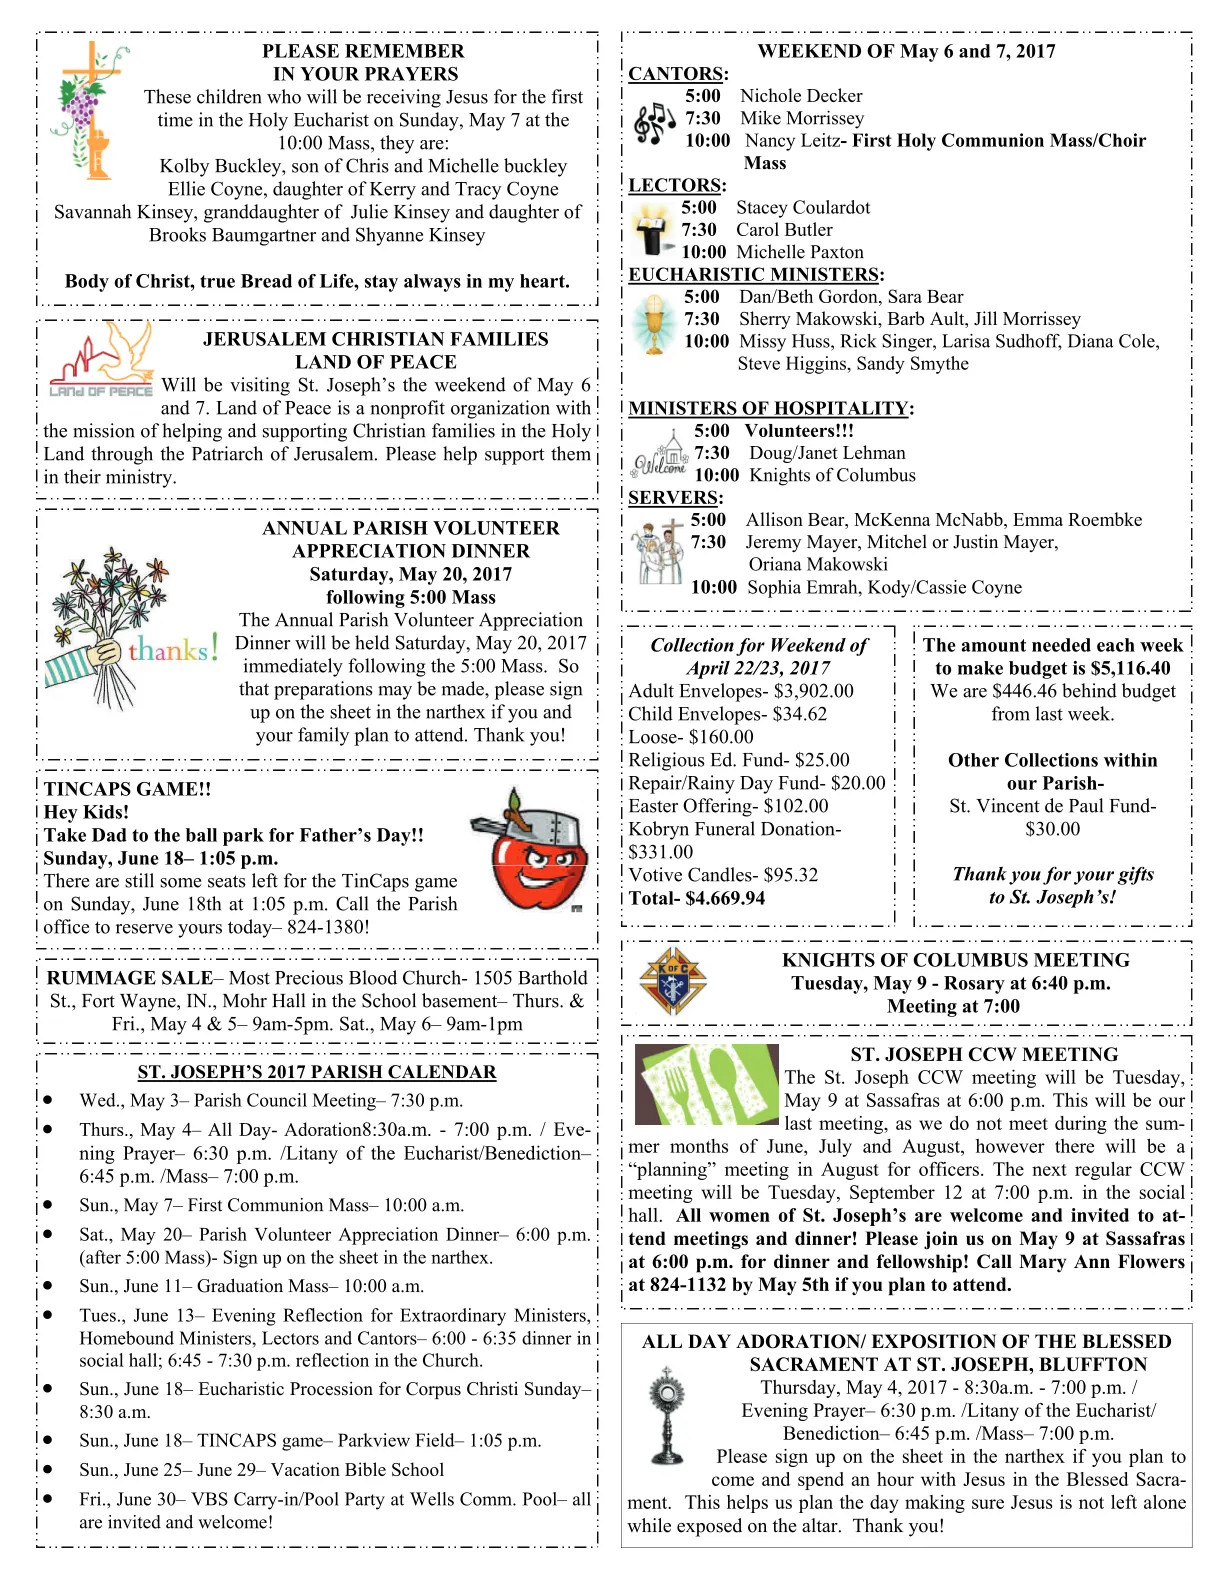 PLEASE REMEMBER
IN YOUR PRAYERS
These children who will be receiving Jesus for the first
time in the Holy Eucharist on Sunday, May 7 at the
10:00 Mass, they are:
Kolby Buckley, son of Chris and Michelle buckley
Ellie Coyne, daughter of Kerry and Tracy Coyne
Savannah Kinsey, granddaughter of Julie Kinsey and daughter of
Brooks Baumgartner and Shyanne Kinsey
Body of Christ, true Bread of Life, stay always in my heart.
LAND OF PEACE
JERUSALEM CHRISTIAN FAMILIES
LAND OF PEACE
Will be visiting St. Joseph's the weekend of May 6
and 7. Land of Peace is a nonprofit organization with
the mission of helping and supporting Christian families in the Holy
Land through the Patriarch of Jerusalem. Please help support them
in their ministry.
ANNUAL PARISH VOLUNTEER
APPRECIATION DINNER
Saturday, May 20, 2017
following 5:00 Mass
thanks!
The Annual Parish Volunteer Appreciation
Dinner will be held Saturday, May 20, 2017
immediately following the 5:00 Mass. So
that preparations may be made, please sign
up on the sheet in the narthex if you and
your family plan to attend. Thank you!
TINCAPS GAME!!
Hey Kids!
Take Dad to the ball park for Father's Day!!
Sunday, June 18– 1:05 p.m.
There are still some seats left for the TinCaps game
on Sunday, June 18th at 1:05 p.m. Call the Parish
office to reserve yours today– 824-1380!
RUMMAGE SALE– Most Precious Blood Church- 1505 Barthold
St., Fort Wayne, IN., Mohr Hall in the School basement– Thurs. &
Fri., May 4 & 5– 9am-5pm. Sat., May 6– 9am-1pm
ST. JOSEPH'S 2017 PARISH CALENDAR
• Wed., May 3– Parish Council Meeting– 7:30 p.m.
• Thurs., May 4– All Day- Adoration8:30a.m. - 7:00 p.m. / Eve-
ning Prayer– 6:30 p.m. /Litany of the Eucharist/Benediction–
6:45 p.m. /Mass– 7:00 p.m.
• Sun., May 7– First Communion Mass– 10:00 a.m.
• Sat., May 20– Parish Volunteer Appreciation Dinner– 6:00 p.m.
(after 5:00 Mass)- Sign up on the sheet in the narthex.
• Sun., June 11– Graduation Mass– 10:00 a.m.
• Tues., June 13– Evening Reflection for Extraordinary Ministers,
Homebound Ministers, Lectors and Cantors– 6:00 - 6:35 dinner in
social hall; 6:45 - 7:30 p.m. reflection in the Church.
• Sun., June 18– Eucharistic Procession for Corpus Christi Sunday–
8:30 a.m.
• Sun., June 18– TINCAPS game– Parkview Field– 1:05 p.m.
• Sun., June 25– June 29– Vacation Bible School
• Fri., June 30– VBS Carry-in/Pool Party at Wells Comm. Pool– all
are invited and welcome!
WEEKEND OF May 6 and 7, 2017
CANTORS:
5:00 Nichole Decker
7:30 Mike Morrissey
10:00 Nancy Leitz- First Holy Communion Mass/Choir
Mass
LECTORS:
5:00 Stacey Coulardot
7:30 Carol Butler
10:00 Michelle Paxton
EUCHARISTIC MINISTERS:
5:00 Dan/Beth Gordon, Sara Bear
7:30 Sherry Makowski, Barb Ault, Jill Morrissey
10:00 Missy Huss, Rick Singer, Larisa Sudhoff, Diana Cole,
Steve Higgins, Sandy Smythe
MINISTERS OF HOSPITALITY:
Welcome
5:00 Volunteers!!!
7:30 Doug/Janet Lehman
10:00 Knights of Columbus
SERVERS:
5:00 Allison Bear, McKenna McNabb, Emma Roembke
7:30 Jeremy Mayer, Mitchel or Justin Mayer,
Oriana Makowski
10:00 Sophia Emrah, Kody/Cassie Coyne
Collection for Weekend of
April 22/23, 2017
Adult Envelopes- $3,902.00
Child Envelopes- $34.62
Loose- $160.00
Religious Ed. Fund- $25.00
Repair/Rainy Day Fund- $20.00
Easter Offering- $102.00
Kobryn Funeral Donation-
$331.00
Votive Candles- $95.32
Total- $4.669.94
The amount needed each week
to make budget is $5,116.40
We are $446.46 behind budget
from last week.
Other Collections within
our Parish-
St. Vincent de Paul Fund-
$30.00
Thank you for your gifts
to St. Joseph's!
K OF C
KNIGHTS OF COLUMBUS MEETING
Tuesday, May 9 - Rosary at 6:40 p.m.
Meeting at 7:00
ST. JOSEPH CCW MEETING
The St. Joseph CCW meeting will be Tuesday,
May 9 at Sassafras at 6:00 p.m. This will be our
last meeting, as we do not meet during the sum-
mer months of June, July and August, however there will be a
“planning” meeting in August for officers. The next regular CCW
meeting will be Tuesday, September 12 at 7:00 p.m. in the social
hall. All women of St. Joseph's are welcome and invited to at-
tend meetings and dinner! Please join us on May 9 at Sassafras
at 6:00 p.m. for dinner and fellowship! Call Mary Ann Flowers
at 824-1132 by May 5th if you plan to attend.
ALL DAY ADORATION/ EXPOSITION OF THE BLESSED
SACRAMENT AT ST. JOSEPH, BLUFFTON
Thursday, May 4, 2017 - 8:30a.m. - 7:00 p.m. /
Evening Prayer– 6:30 p.m. /Litany of the Eucharist/
Benediction– 6:45 p.m. /Mass– 7:00 p.m.
Please sign up on the sheet in the narthex if you plan to
come and spend an hour with Jesus in the Blessed Sacra-
ment. This helps us plan the day making sure Jesus is not left alone
while exposed on the altar. Thank you!